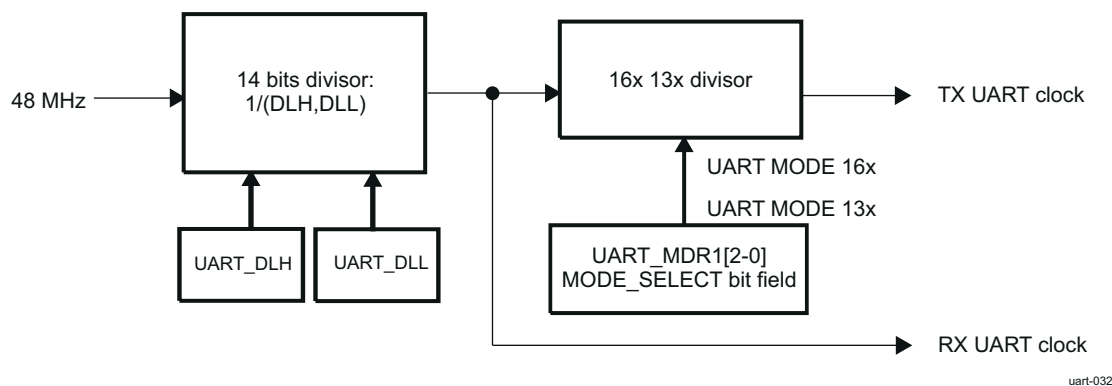 48 MHz
14 bits divisor:
1/(DLH,DLL)
16x 13x divisor
TX UART clock
UART MODE 16x
UART MODE 13x
UART_DLH
UART_DLL
UART_MDR1[2-0]
MODE_SELECT bit field
RX UART clock
uart-032